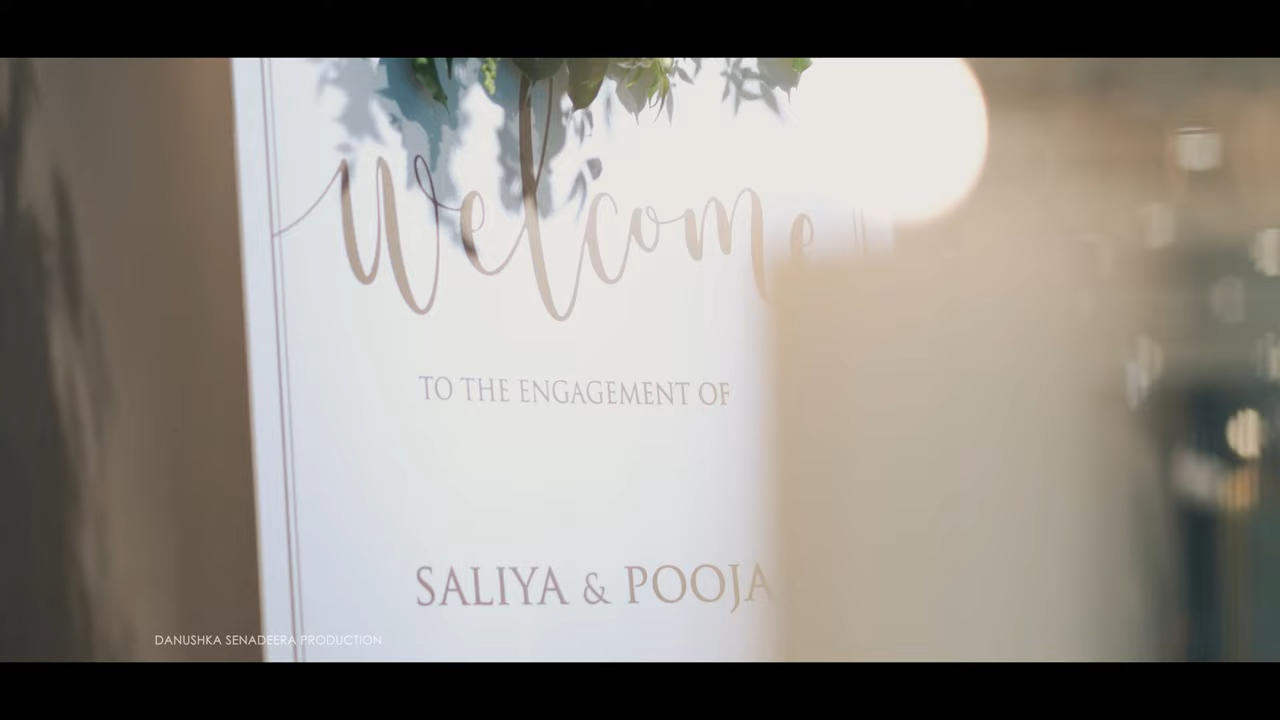 Welcome
TO THE ENGAGEMENT OF
SALIYA & POOJA
DANUSHKA SENADEERA PRODUCTION